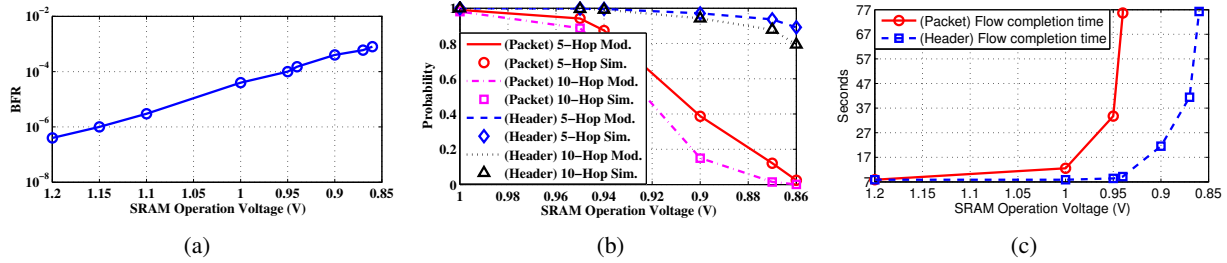 10^-2
10^-4
10^-6
10^-8
BFR
1.2 1.15 1.1 1.05 1 0.95 0.9 0.85
SRAM Operation Voltage (V)
(a)
1
0.8
0.6
0.4
0.2
0
Probability
(Packet) 5−Hop Mod.
(Packet) 5−Hop Sim.
(Packet) 10−Hop Mod.
(Packet) 10−Hop Sim.
(Header) 5−Hop Mod.
(Header) 5−Hop Sim.
(Header) 10−Hop Mod.
(Header) 10−Hop Sim.
1 0.98 0.96 0.94 0.92 0.9 0.88 0.86
SRAM Operation Voltage (V)
(b)
77
67
57
47
37
27
17
7
Seconds
(Packet) Flow completion time
(Header) Flow completion time
1.2 1.15 1.1 1.05 1.0 0.95 0.9 0.85
SRAM Operation Voltage (V)
(c)